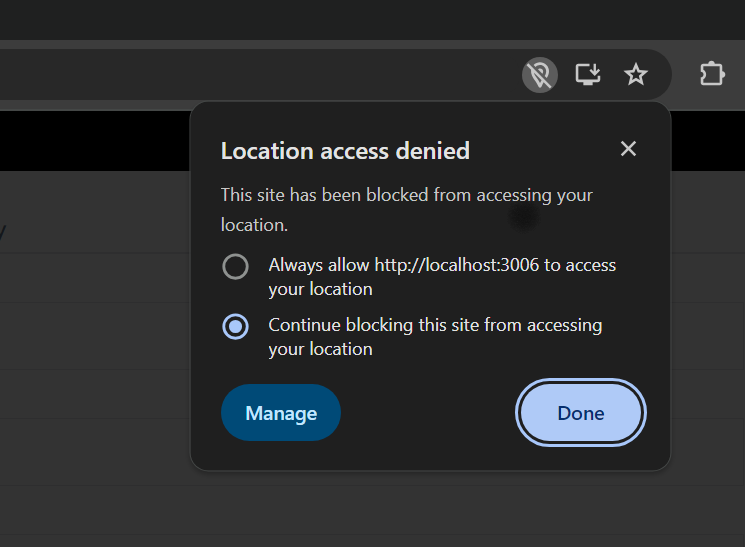 Location access denied
This site has been blocked from accessing your
location.
Always allow http://localhost:3006 to access
your location
Continue blocking this site from accessing
your location
Manage
Done